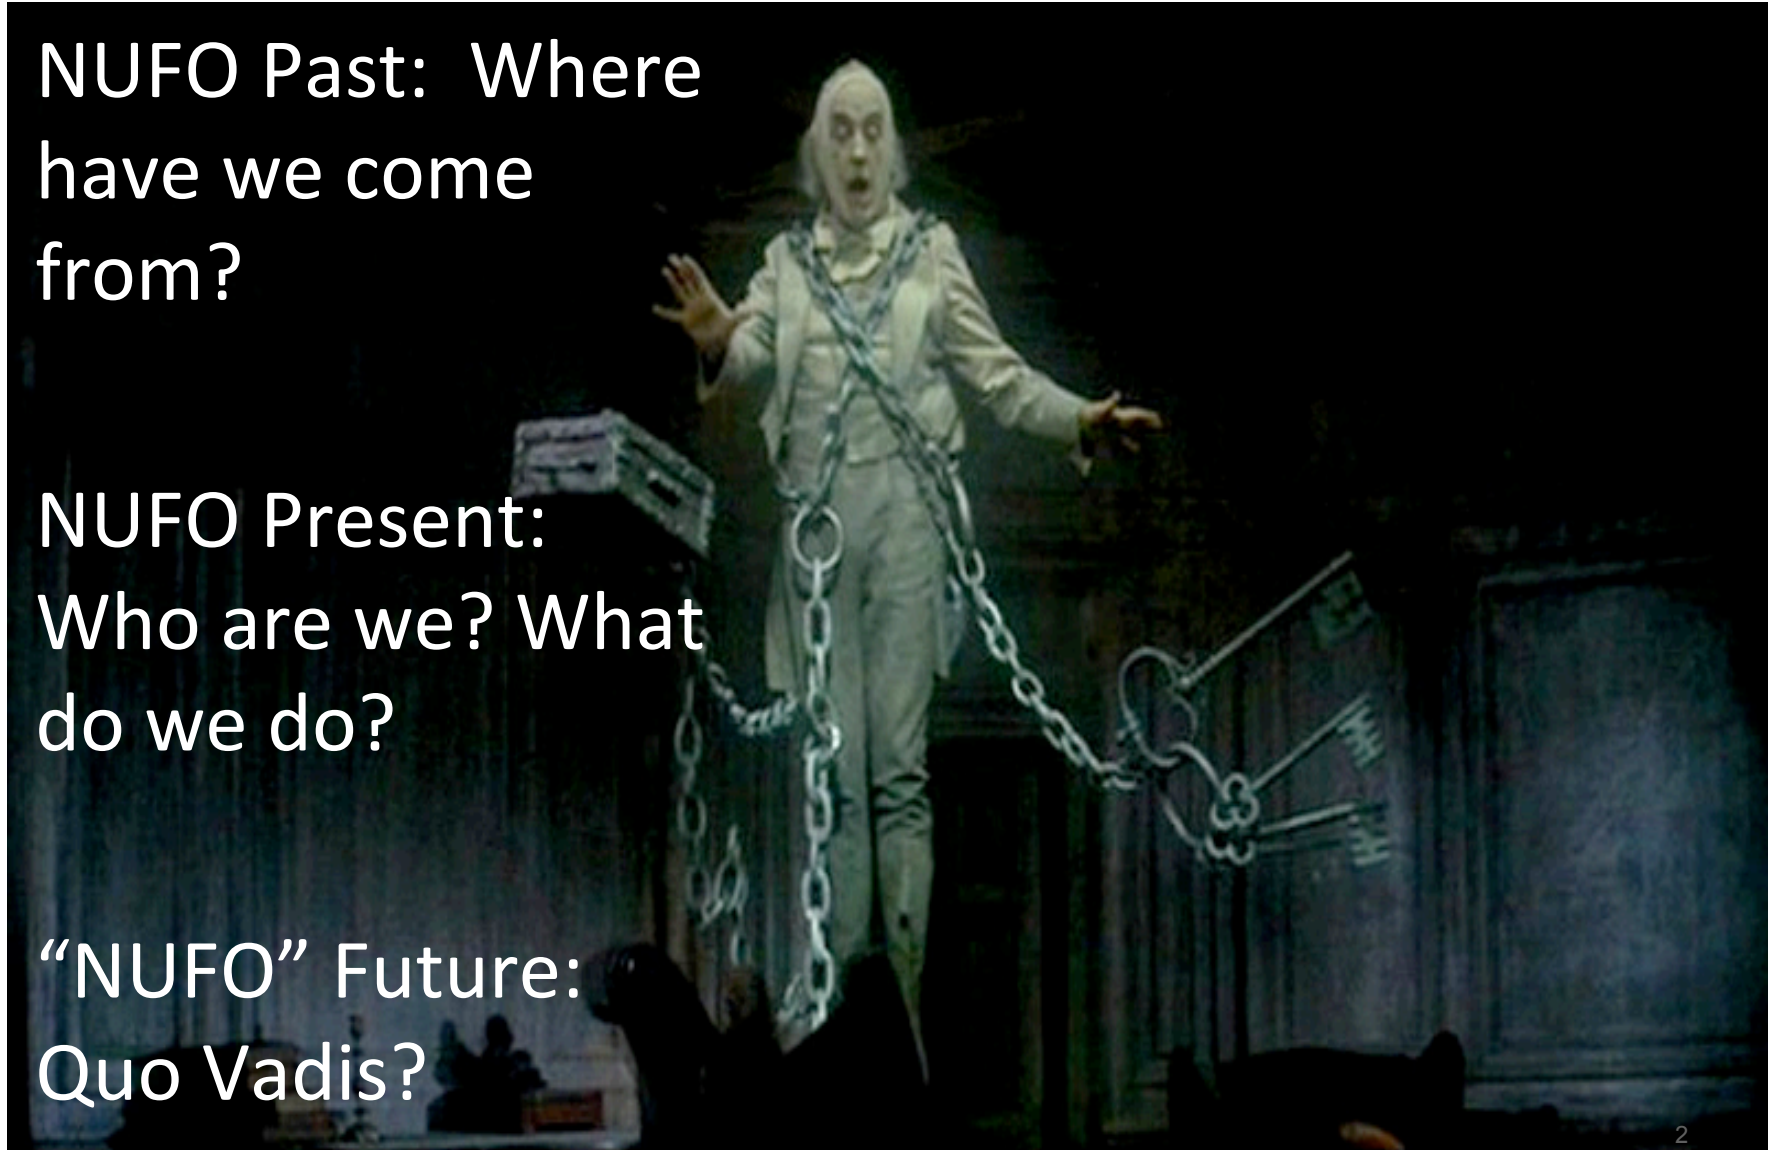 NUFO Past:  Where
have we come
from?
NUFO Present:
Who are we? What
do we do?
“NUFO” Future:
Quo Vadis?
2